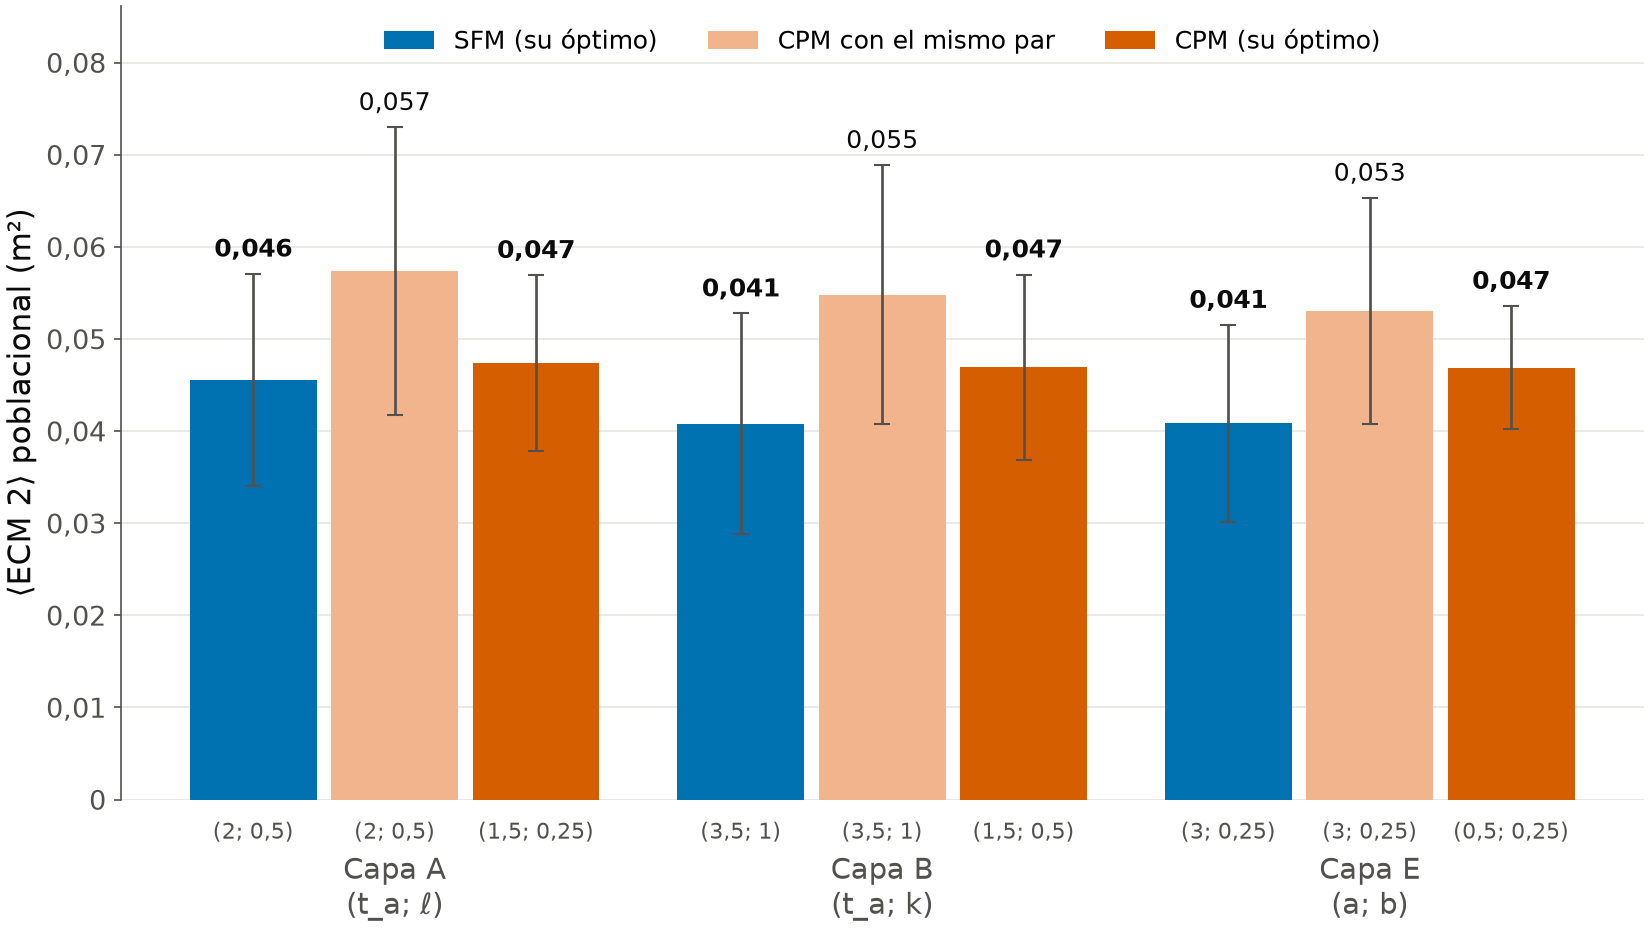 SFM (su óptimo)
CPM con el mismo par
CPM (su óptimo)
⟨ECM 2⟩ poblacional (m²)
0,08
0,07
0,06
0,05
0,04
0,03
0,02
0,01
0
0,046
0,057
0,047
0,041
0,055
0,047
0,041
0,053
0,047
(2; 0,5)
(2; 0,5)
(1,5; 0,25)
(3,5; 1)
(3,5; 1)
(1,5; 0,5)
(3; 0,25)
(3; 0,25)
(0,5; 0,25)
Capa A
(t_a; ℓ)
Capa B
(t_a; k)
Capa E
(a; b)